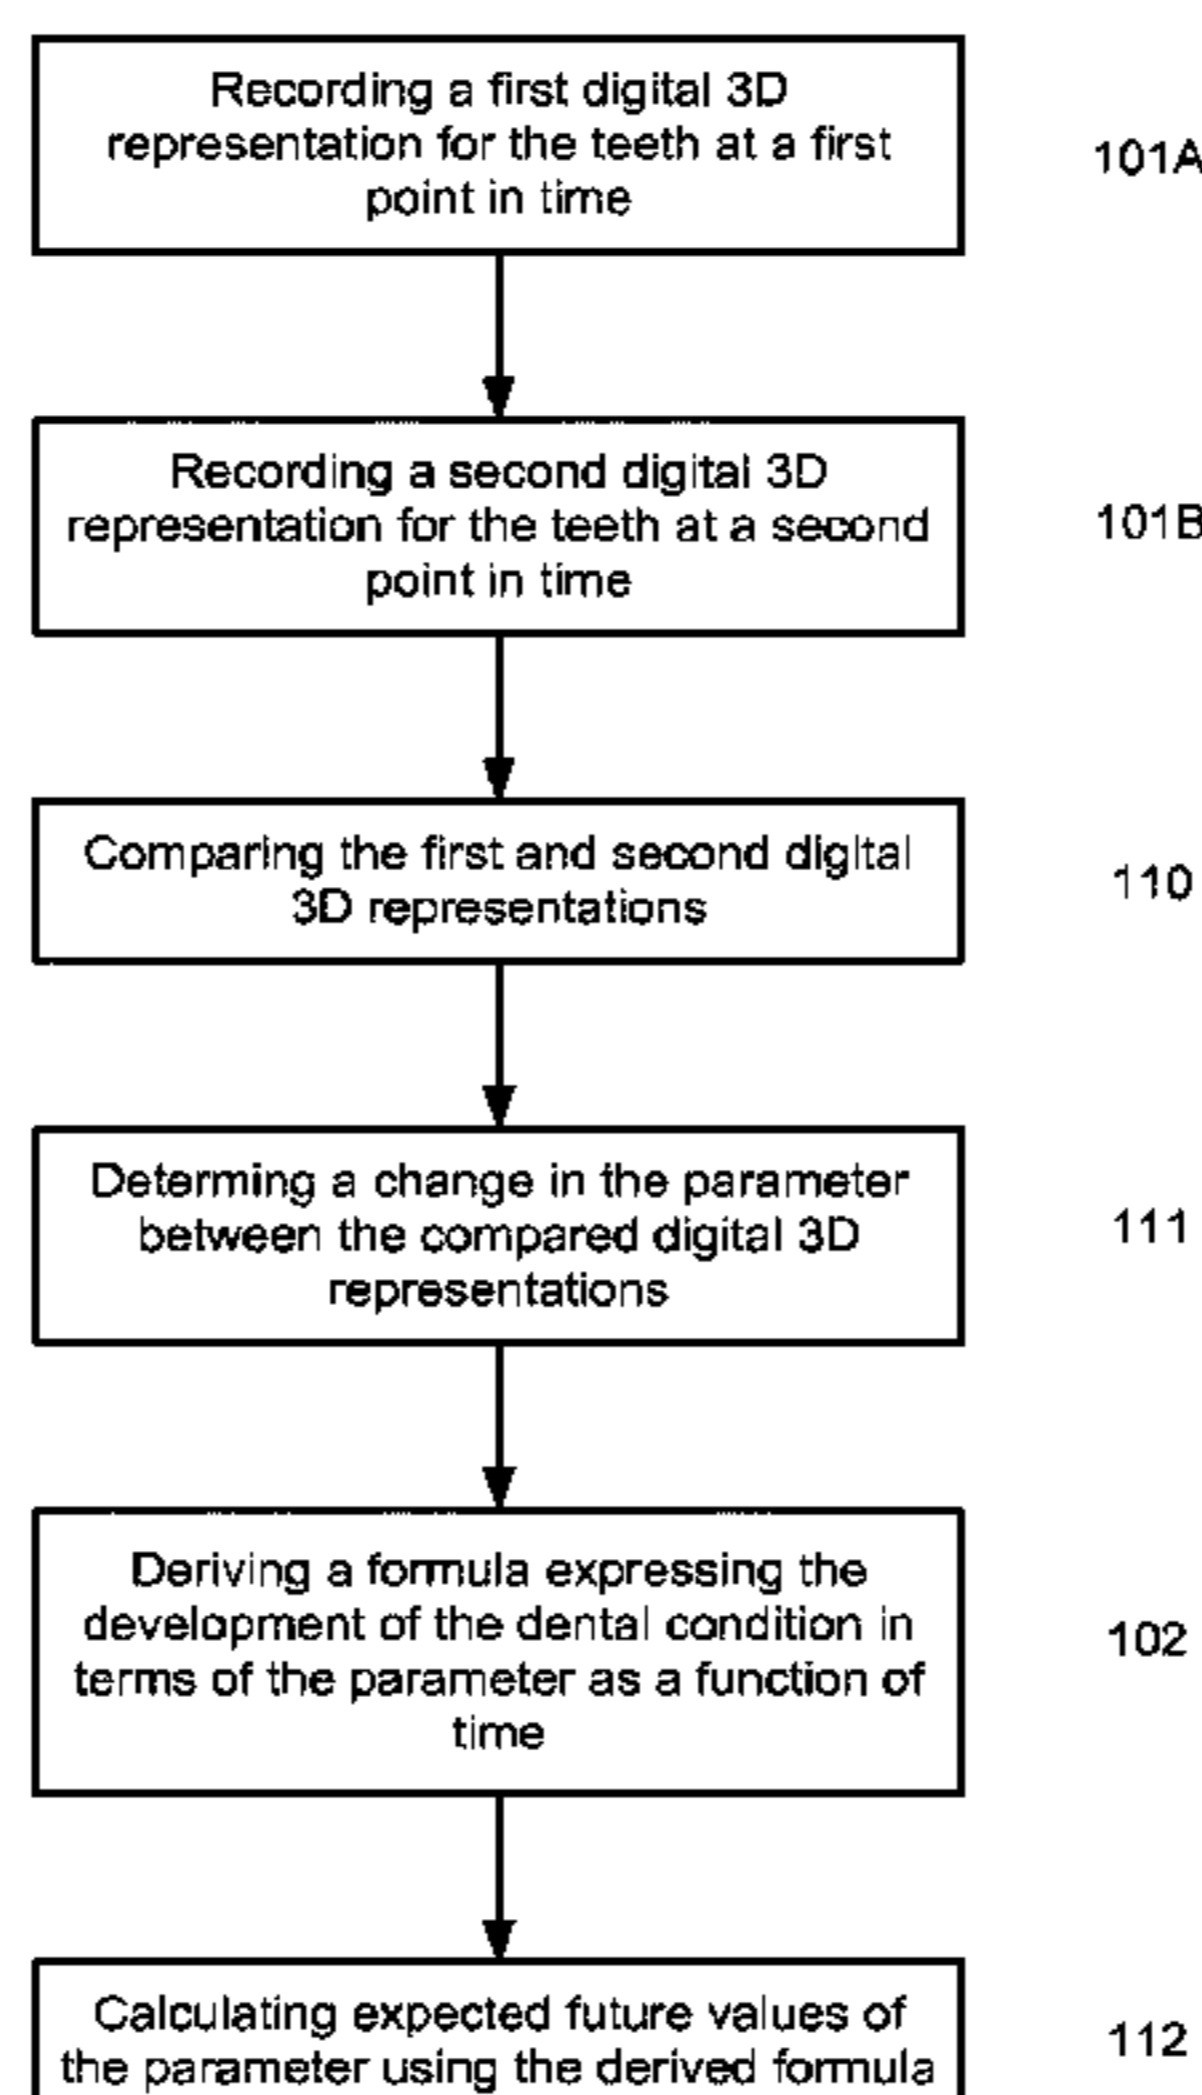 Recording a first digital 3D
representation for the teeth at a first
point in time
101A
Recording a second digital 3D
representation for the teeth at a second
point in time
101B
Comparing the first and second digital
3D representations
110
Determing a change in the parameter
between the compared digital 3D
representations
111
Deriving a formula expressing the
development of the dental condition in
terms of the parameter as a function of
time
102
Calculating expected future values of
the parameter using the derived formula
112